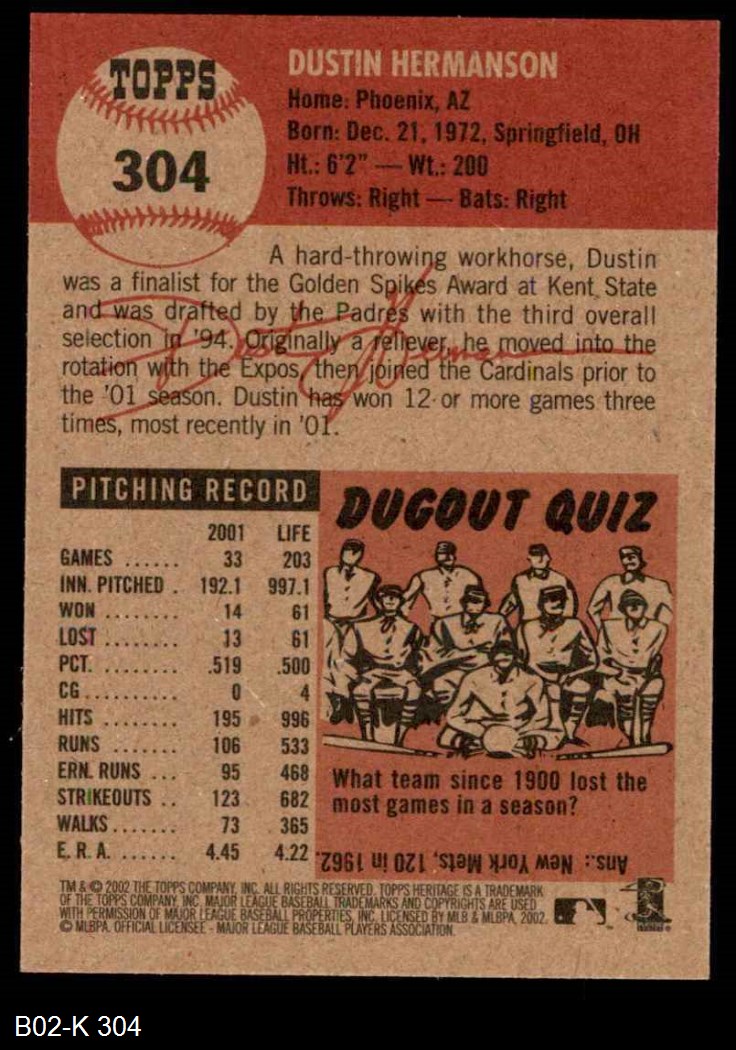 TOPPS
304
DUSTIN HERMANSON
Home: Phoenix, AZ
Born: Dec. 21, 1972, Springfield, OH
Ht.: 6'2" — Wt.: 200
Throws: Right — Bats: Right
A hard-throwing workhorse, Dustin
was a finalist for the Golden Spikes Award at Kent State
and was drafted by the Padres with the third overall
selection in '94. Originally a reliever, he moved into the
rotation with the Expos, then joined the Cardinals prior to
the '01 season. Dustin has won 12 or more games three
times, most recently in '01.
Dustin Hermanson
PITCHING RECORD
2001 LIFE
GAMES ...... 33 203
INN. PITCHED . 192.1 997.1
WON ........ 14 61
LOST ........ 13 61
PCT. ........ .519 .500
CG .......... 0 4
HITS ........ 195 996
RUNS ....... 106 533
ERN. RUNS ... 95 468
STRIKEOUTS .. 123 682
WALKS ....... 73 365
E. R. A. ...... 4.45 4.22
DUGOUT QUIZ
What team since 1900 lost the
most games in a season?
Ans.: New York Mets, 120 in 1962.
TM & © 2002 THE TOPPS COMPANY, INC. ALL RIGHTS RESERVED. TOPPS HERITAGE IS A TRADEMARK
OF THE TOPPS COMPANY, INC. MAJOR LEAGUE BASEBALL TRADEMARKS AND COPYRIGHTS ARE USED
WITH PERMISSION OF MAJOR LEAGUE BASEBALL PROPERTIES, INC. LICENSED BY MLB & MLBPA, 2002.
© MLBPA. OFFICIAL LICENSEE - MAJOR LEAGUE BASEBALL PLAYERS ASSOCIATION.
B02-K 304